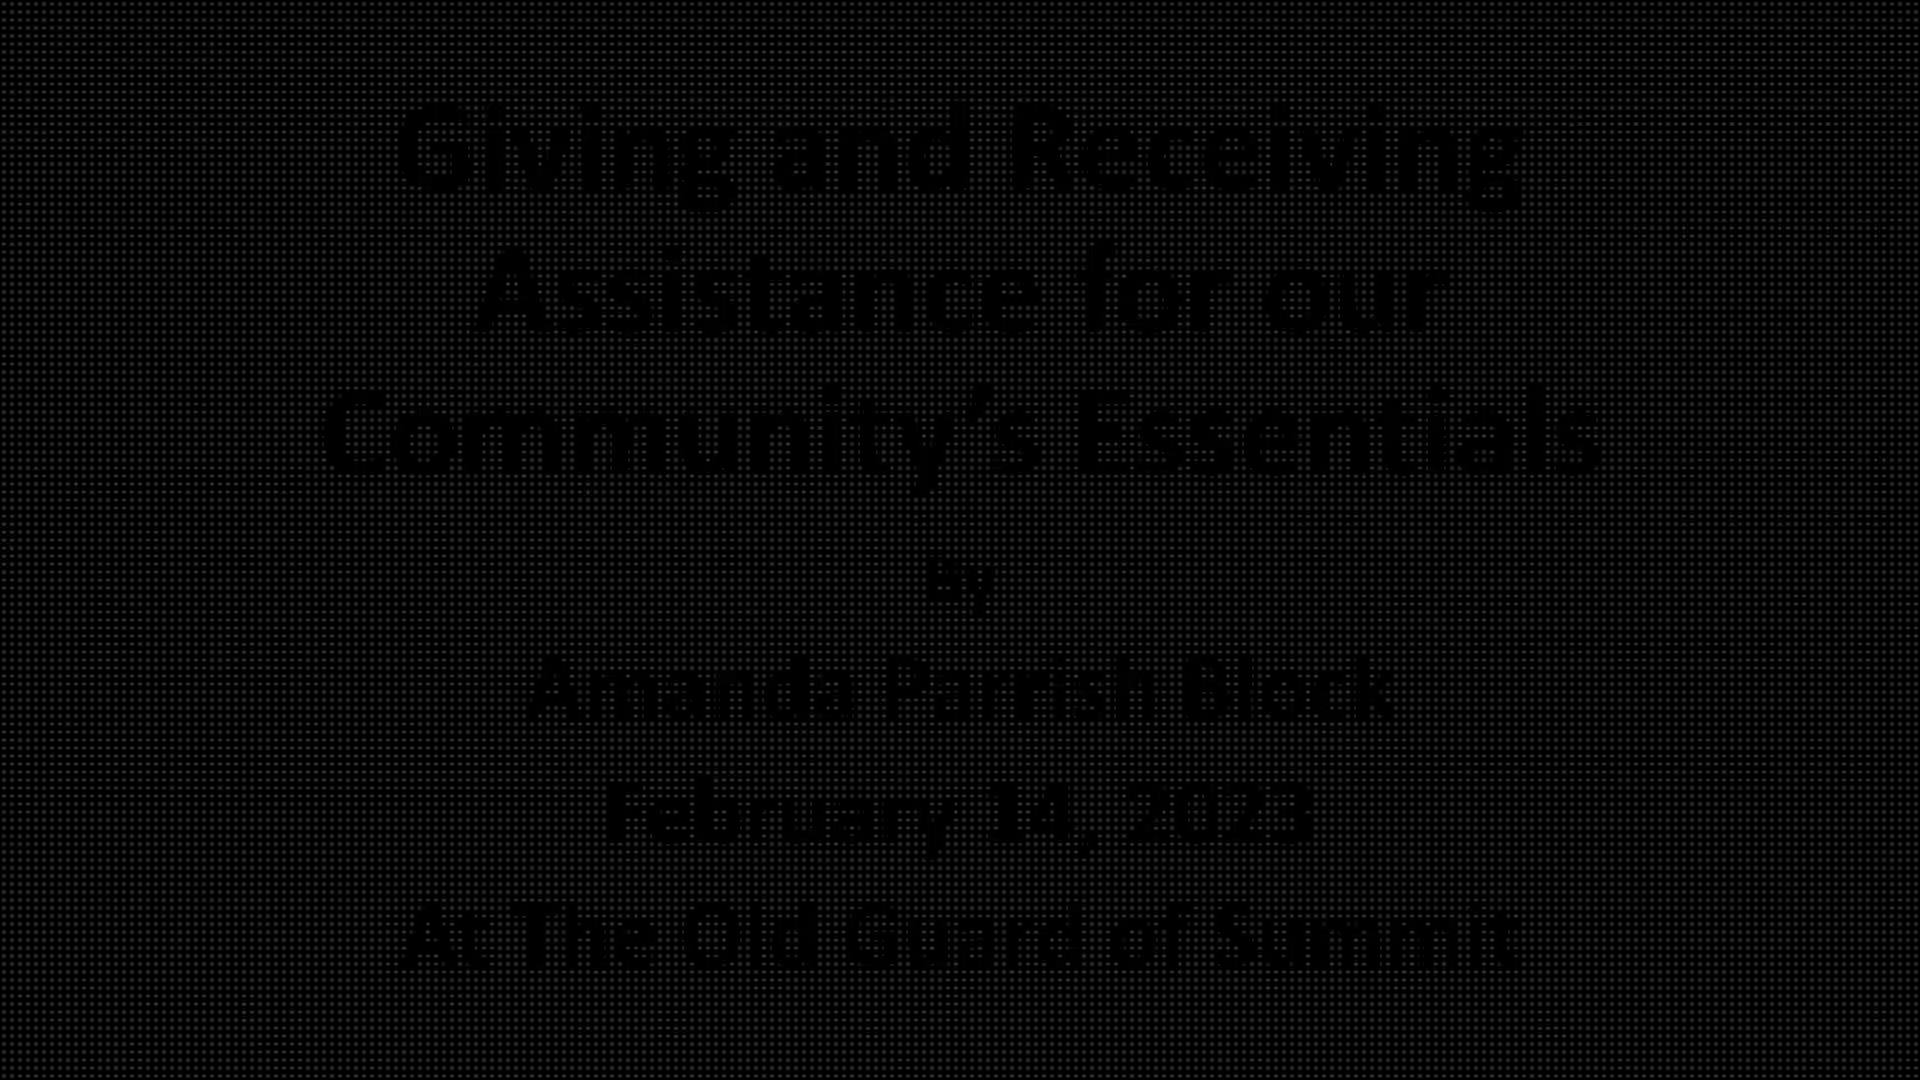 Giving and Receiving
Assistance for our
Community’s Essentials
By
Amanda Parrish Block
February 14, 2023
At The Old Guard of Summit